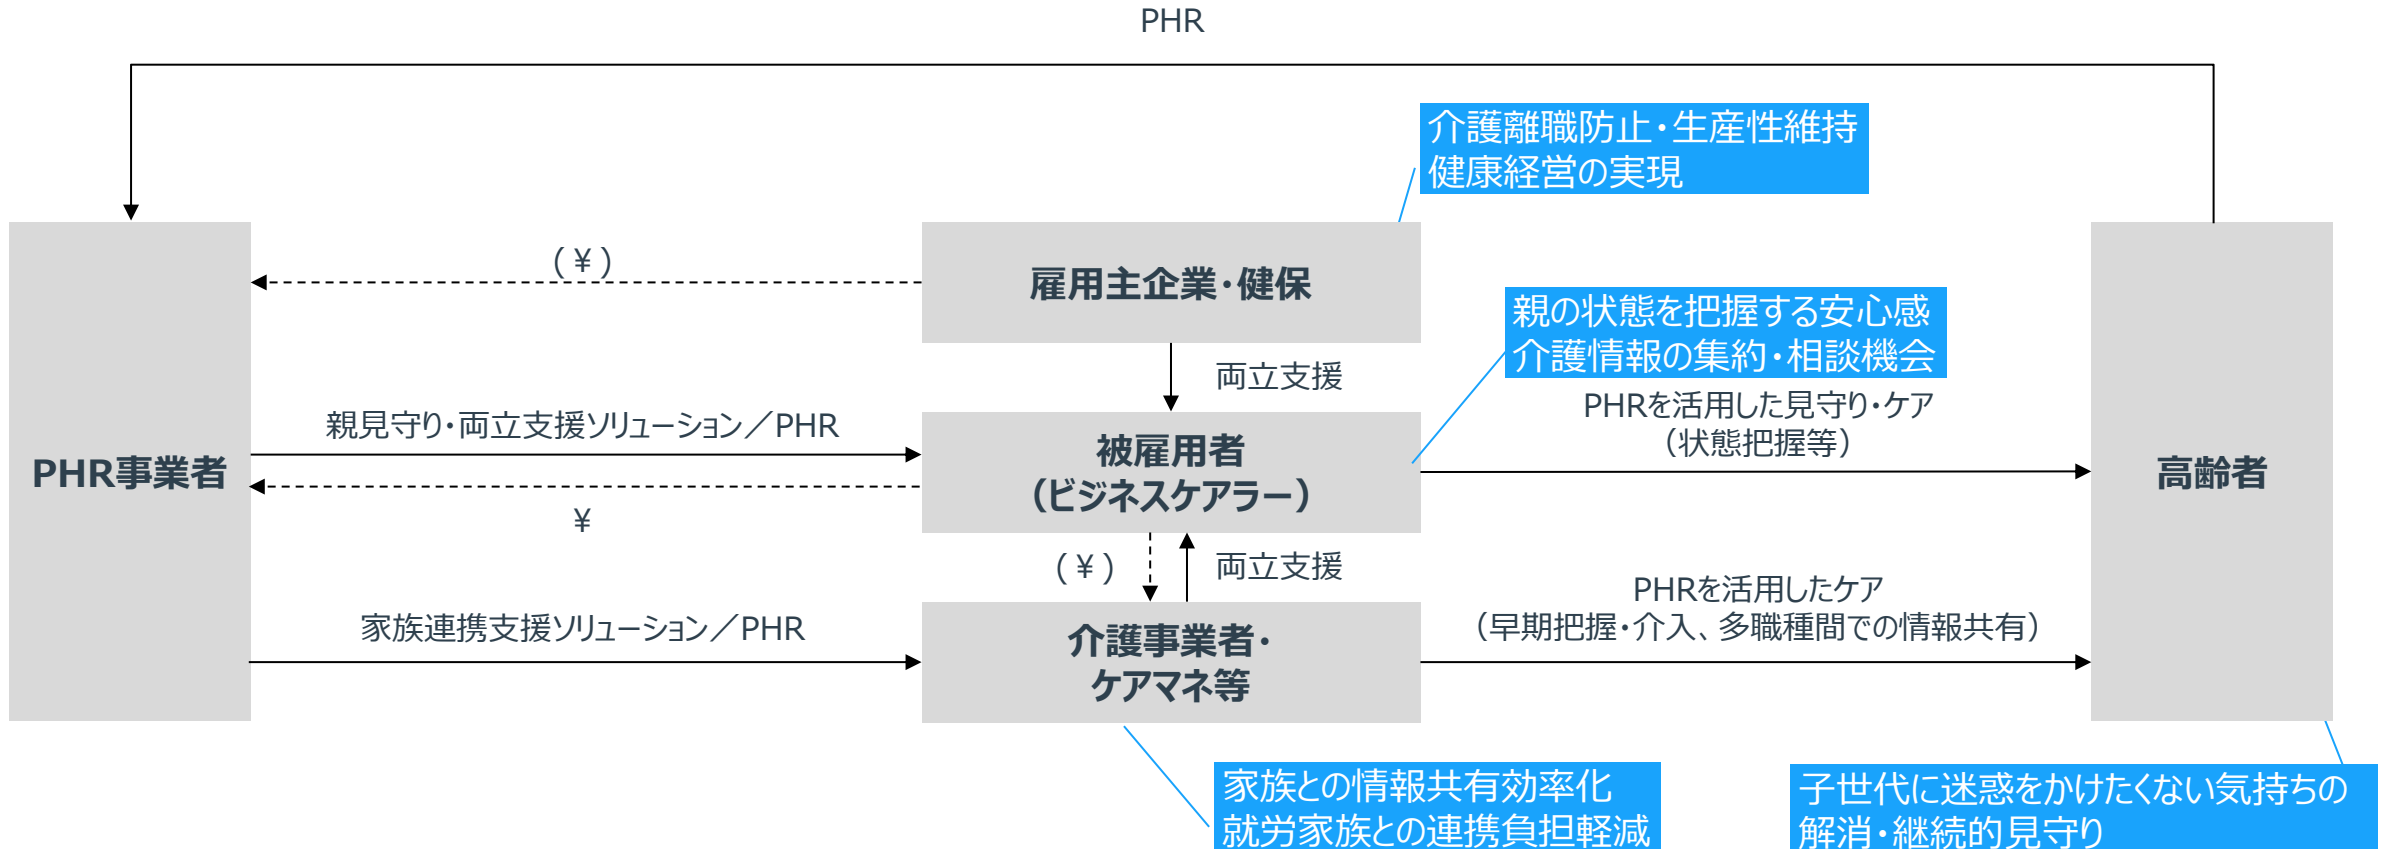 PHR
介護離職防止・生産性維持
健康経営の実現
(¥)
雇用主企業・健保
両立支援
親の状態を把握する安心感
介護情報の集約・相談機会
親見守り・両立支援ソリューション／PHR
PHRを活用した見守り・ケア
（状態把握等）
PHR事業者
被雇用者
（ビジネスケアラー）
高齢者
¥
(¥)
両立支援
家族連携支援ソリューション／PHR
介護事業者・
ケアマネ等
PHRを活用したケア
（早期把握・介入、多職種間での情報共有）
家族との情報共有効率化
就労家族との連携負担軽減
子世代に迷惑をかけたくない気持ちの
解消・継続的見守り